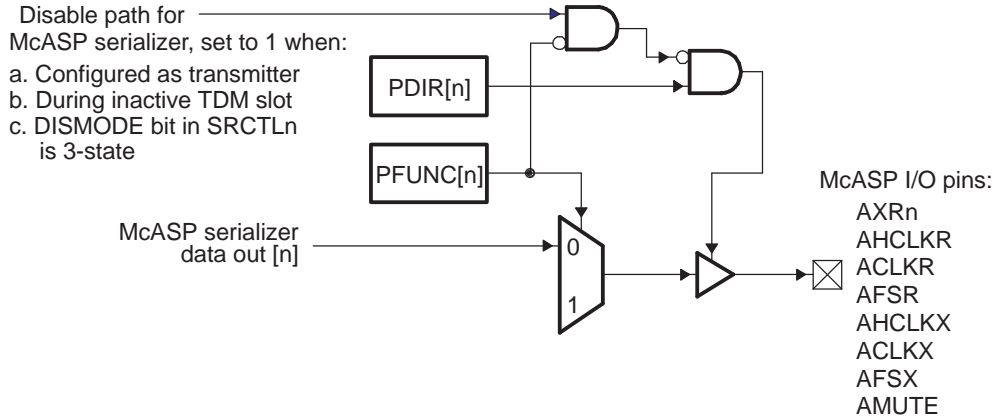 Disable path for
McASP serializer, set to 1 when:
a. Configured as transmitter
b. During inactive TDM slot
c. DISMODE bit in SRCTLn
is 3-state
PDIR[n]
PFUNC[n]
McASP serializer
data out [n]
0
1
McASP I/O pins:
AXRn
AHCLKR
ACLKR
AFSR
AHCLKX
ACLKX
AFSX
AMUTE